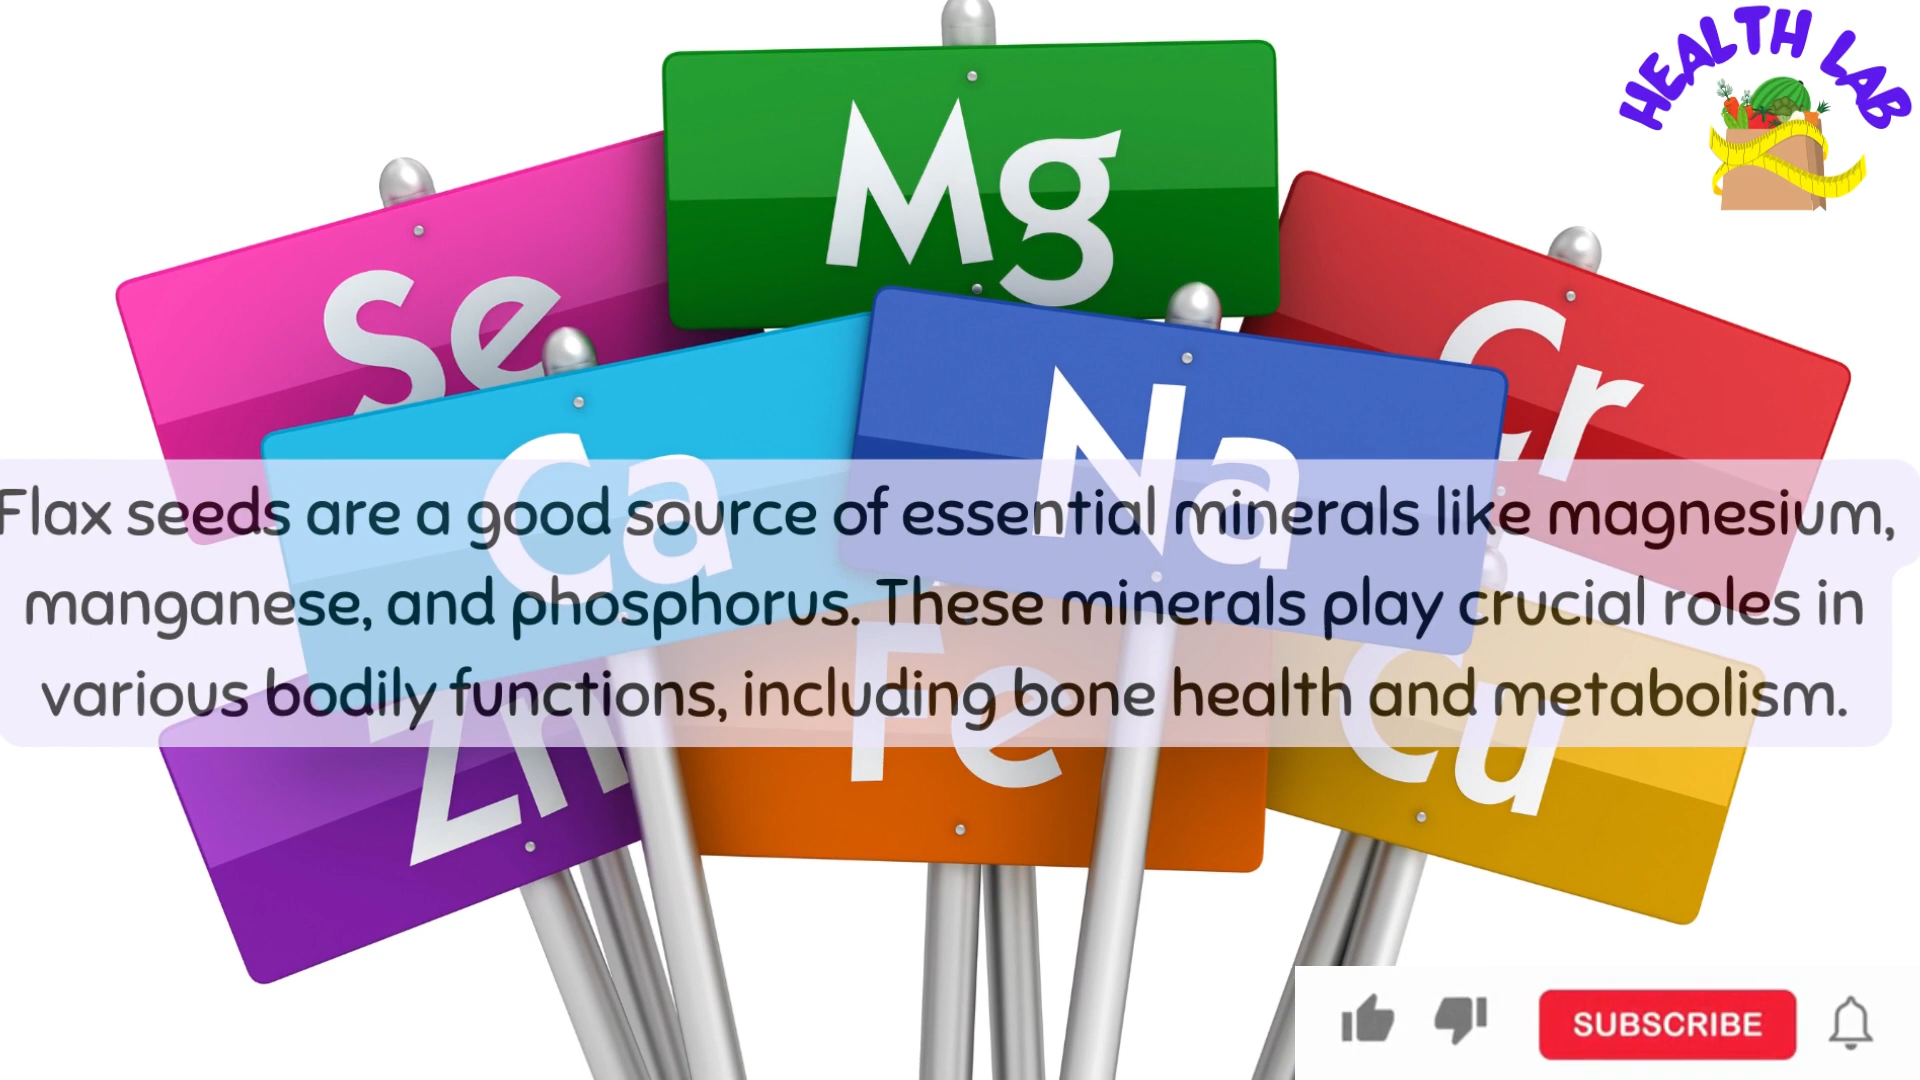 HEALTH LAB
Mg
Se
Cr
Ca
Na
Flax seeds are a good source of essential minerals like magnesium,
manganese, and phosphorus. These minerals play crucial roles in
various bodily functions, including bone health and metabolism.
Zn
Fe
Cu
SUBSCRIBE